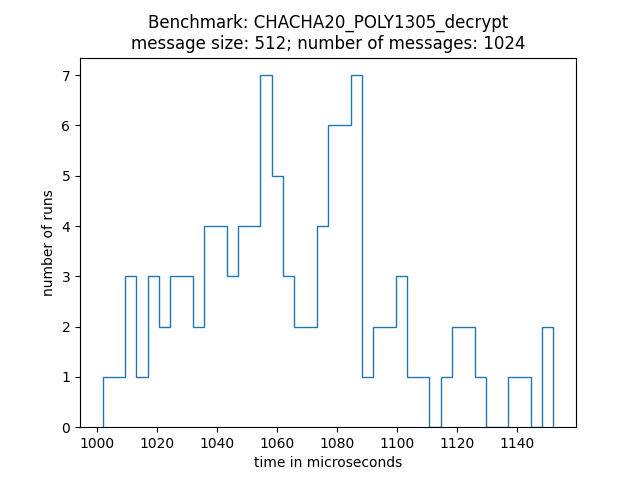 Benchmark: CHACHA20_POLY1305_decrypt
message size: 512; number of messages: 1024
7
6
5
4
3
2
1
0
number of runs
1000 1020 1040 1060 1080 1100 1120 1140
time in microseconds